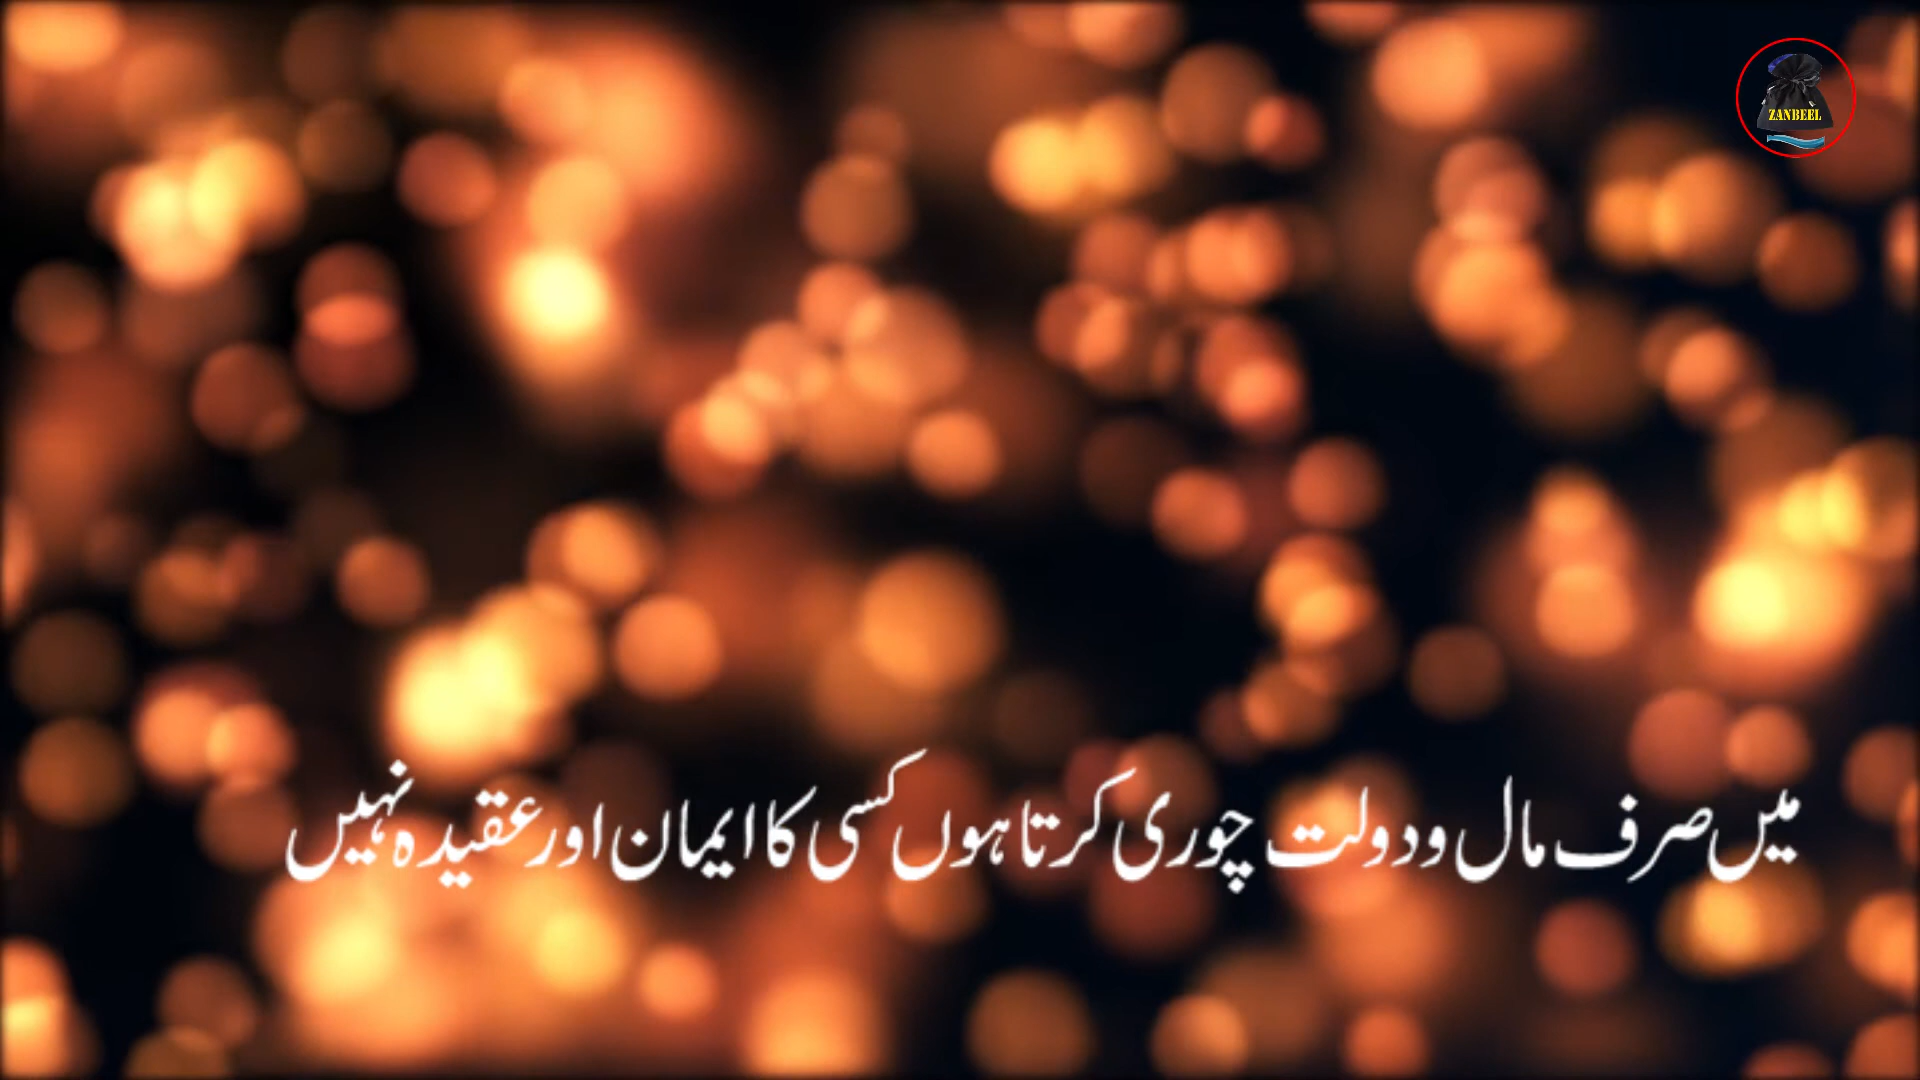 ZANBEEL
میں صرف مال و دولت چوری کرتا ہوں کسی کا ایمان اور عقیدہ نہیں